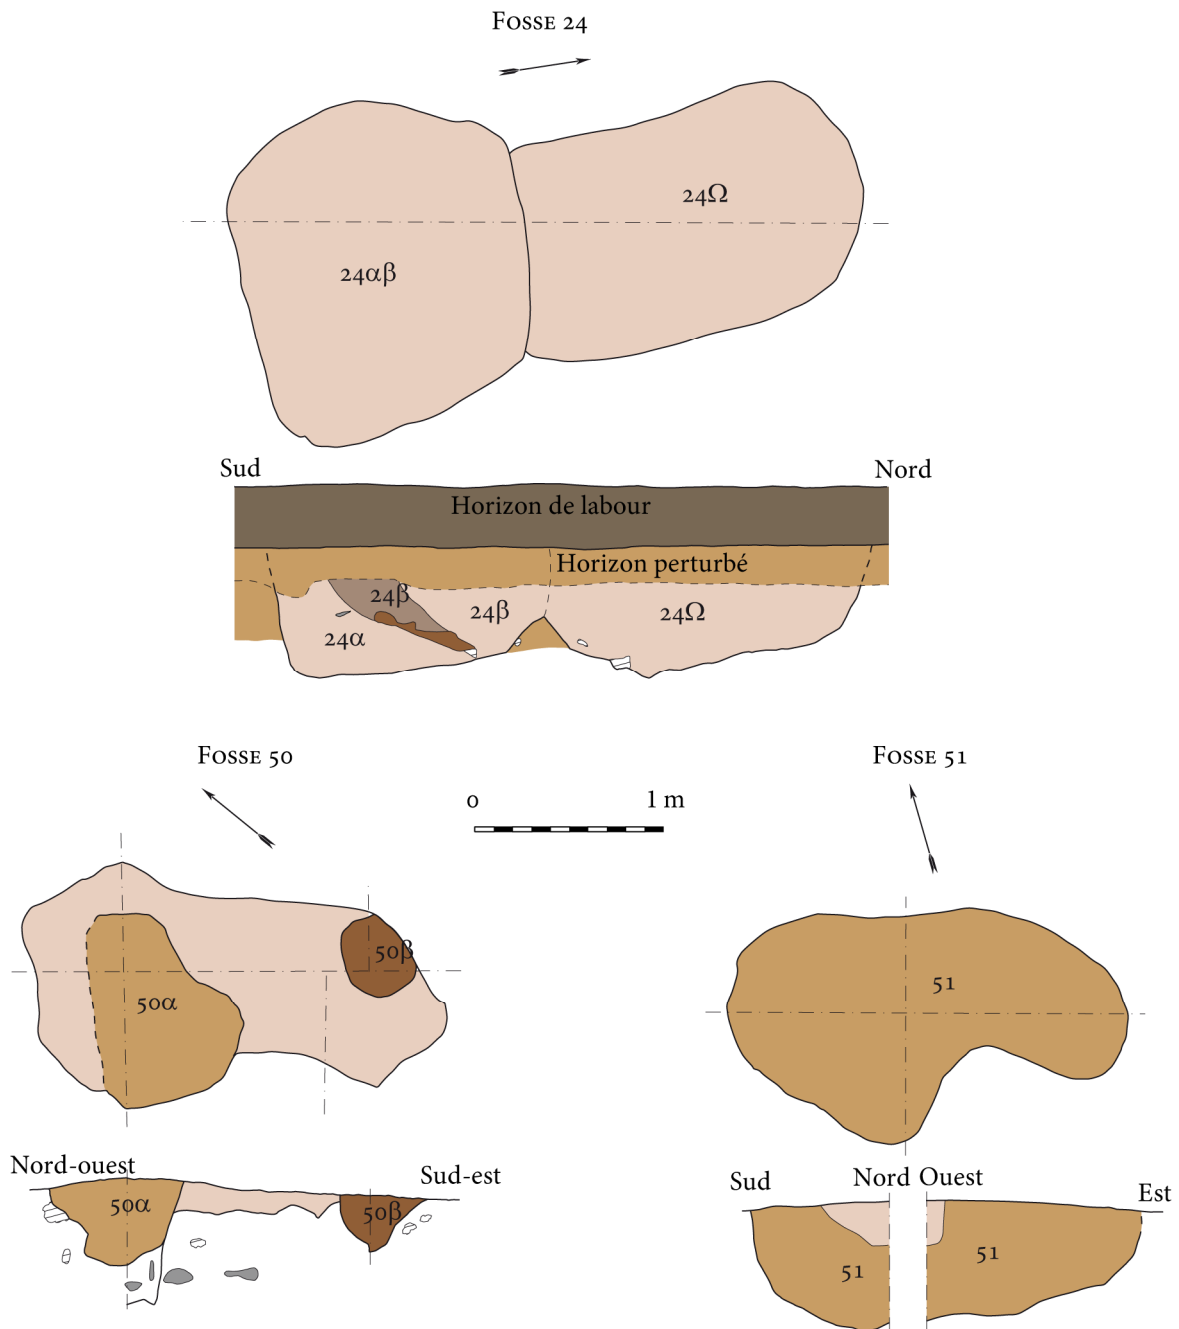 Fosse 24
24Ω
24αβ
Sud
Nord
Horizon de labour
Horizon perturbé
24β
24β
24Ω
24α
Fosse 50
Fosse 51
0
1 m
50β
50α
51
Nord-ouest
Sud-est
50α
50β
Sud
Nord
Ouest
Est
51
51